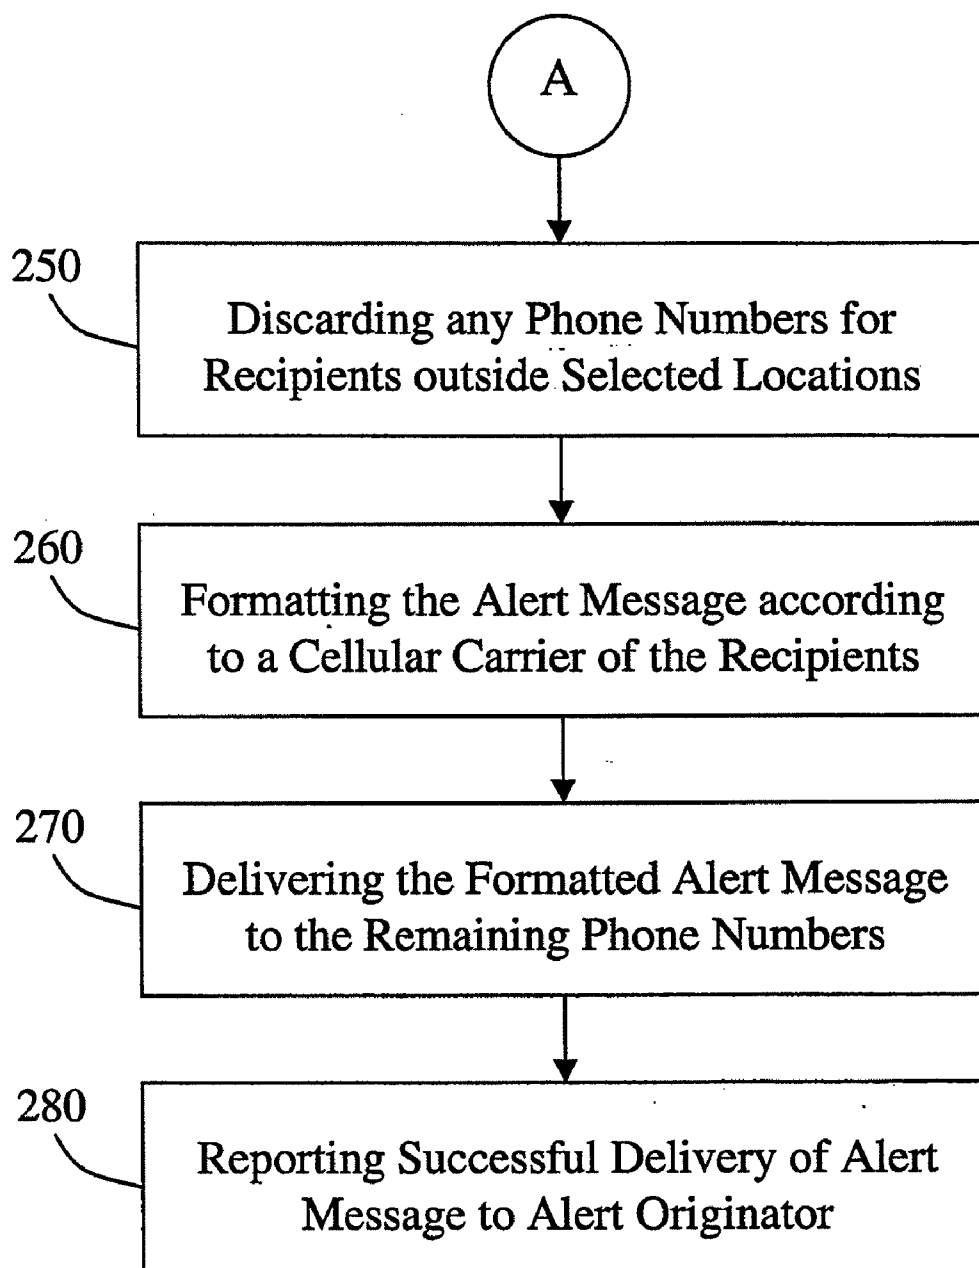 A
250
Discarding any Phone Numbers for
Recipients outside Selected Locations
260
Formatting the Alert Message according
to a Cellular Carrier of the Recipients
270
Delivering the Formatted Alert Message
to the Remaining Phone Numbers
280
Reporting Successful Delivery of Alert
Message to Alert Originator